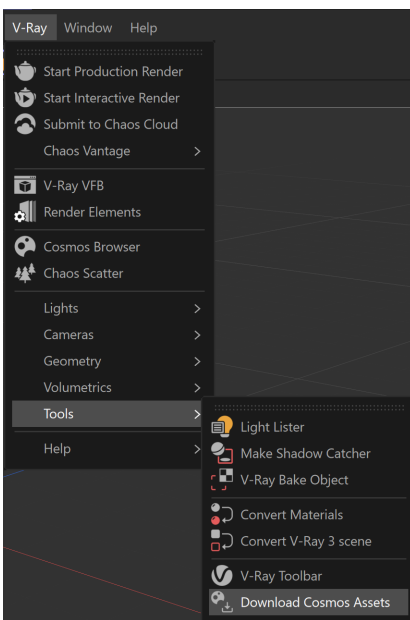 V-Ray Window Help
Start Production Render
Start Interactive Render
Submit to Chaos Cloud
Chaos Vantage >
V-Ray VFB
Render Elements
Cosmos Browser
Chaos Scatter
Lights >
Cameras >
Geometry >
Volumetrics >
Tools >
Help >
Light Lister
Make Shadow Catcher
V-Ray Bake Object
Convert Materials
Convert V-Ray 3 scene
V-Ray Toolbar
Download Cosmos Assets